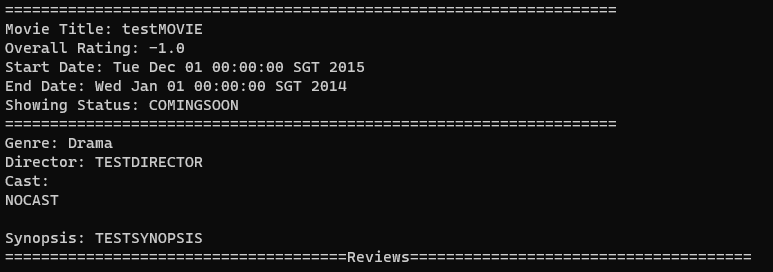 ====================================================================
Movie Title: testMOVIE
Overall Rating: -1.0
Start Date: Tue Dec 01 00:00:00 SGT 2015
End Date: Wed Jan 01 00:00:00 SGT 2014
Showing Status: COMINGSOON
====================================================================
Genre: Drama
Director: TESTDIRECTOR
Cast:
NOCAST
Synopsis: TESTSYNOPSIS
======================================Reviews======================================